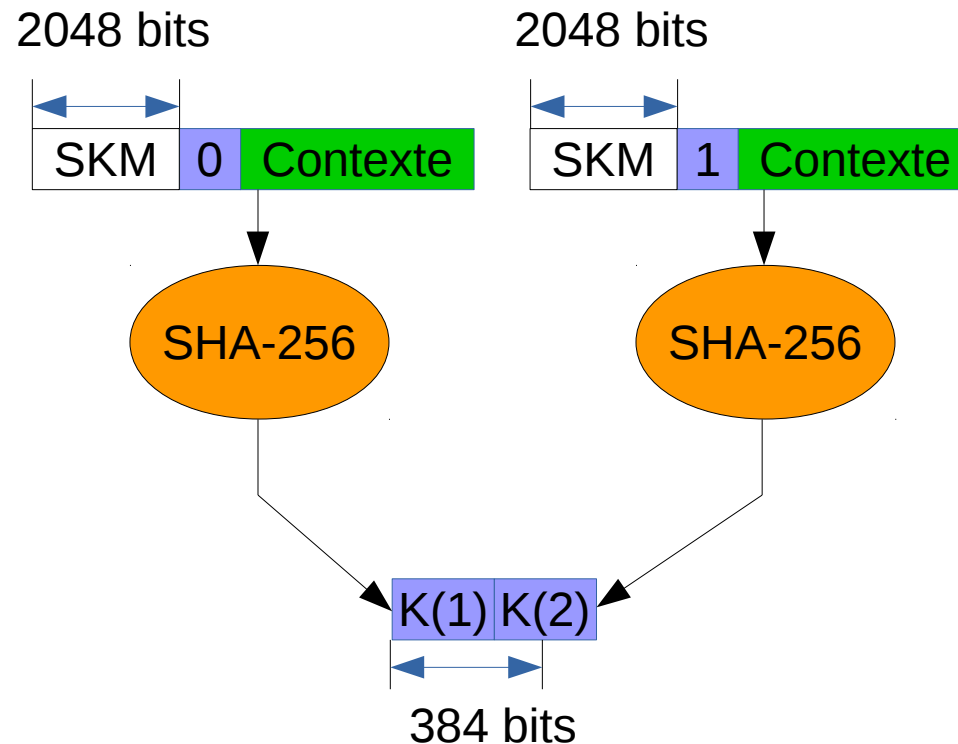 2048 bits
2048 bits
SKM 0 Contexte
SKM 1 Contexte
SHA-256
SHA-256
K(1) K(2)
384 bits